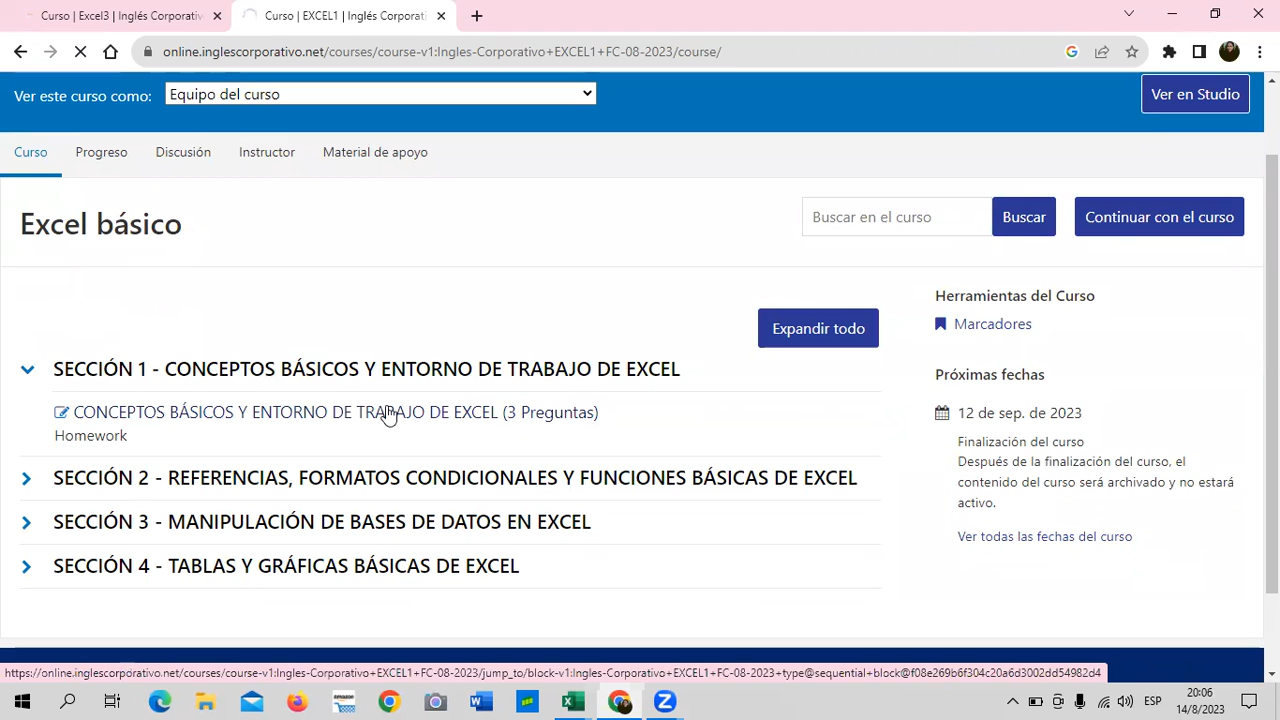 Curso | Excel3 | Inglés Corporativ
Curso | EXCEL1 | Inglés Corporati
online.inglescorporativo.net/courses/course-v1:Ingles-Corporativo+EXCEL1+FC-08-2023/course/
Ver este curso como:
Equipo del curso
Ver en Studio
Curso
Progreso
Discusión
Instructor
Material de apoyo
Excel básico
Buscar en el curso
Buscar
Continuar con el curso
Herramientas del Curso
Expandir todo
Marcadores
SECCIÓN 1 - CONCEPTOS BÁSICOS Y ENTORNO DE TRABAJO DE EXCEL
Próximas fechas
CONCEPTOS BÁSICOS Y ENTORNO DE TRABAJO DE EXCEL (3 Preguntas)
12 de sep. de 2023
Homework
Finalización del curso
Después de la finalización del curso, el
contenido del curso será archivado y no estará
activo.
SECCIÓN 2 - REFERENCIAS, FORMATOS CONDICIONALES Y FUNCIONES BÁSICAS DE EXCEL
SECCIÓN 3 - MANIPULACIÓN DE BASES DE DATOS EN EXCEL
Ver todas las fechas del curso
SECCIÓN 4 - TABLAS Y GRÁFICAS BÁSICAS DE EXCEL
https://online.inglescorporativo.net/courses/course-v1:Ingles-Corporativo+EXCEL1+FC-08-2023/jump_to/block-v1:Ingles-Corporativo+EXCEL1+FC-08-2023+type@sequential+block@f08e269b6f304c20a6d3002dd54982d4
ESP
20:06
14/8/2023